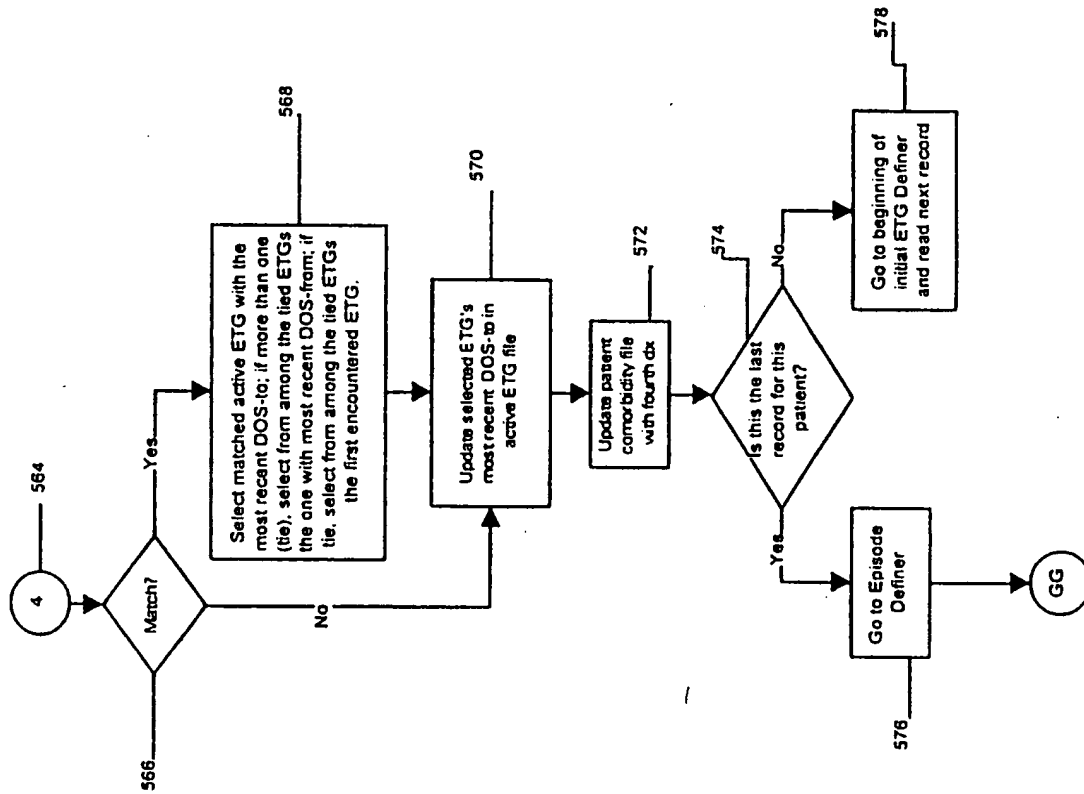 4
564
Match?
566
Yes
No
Select matched active ETG with the
most recent DOS-to; if more than one
(tie), select from among the tied ETGs
the one with most recent DOS-from; if
tie, select from among the tied ETGs
the first encountered ETG.
568
Update selected ETG's
most recent DOS-to in
active ETG file
570
Update patient
comorbidity file
with fourth dx
572
Is this the last
record for this
patient?
574
Yes
No
Go to Episode
Definer
576
Go to beginning of
initial ETG Definer
and read next record
578
GG